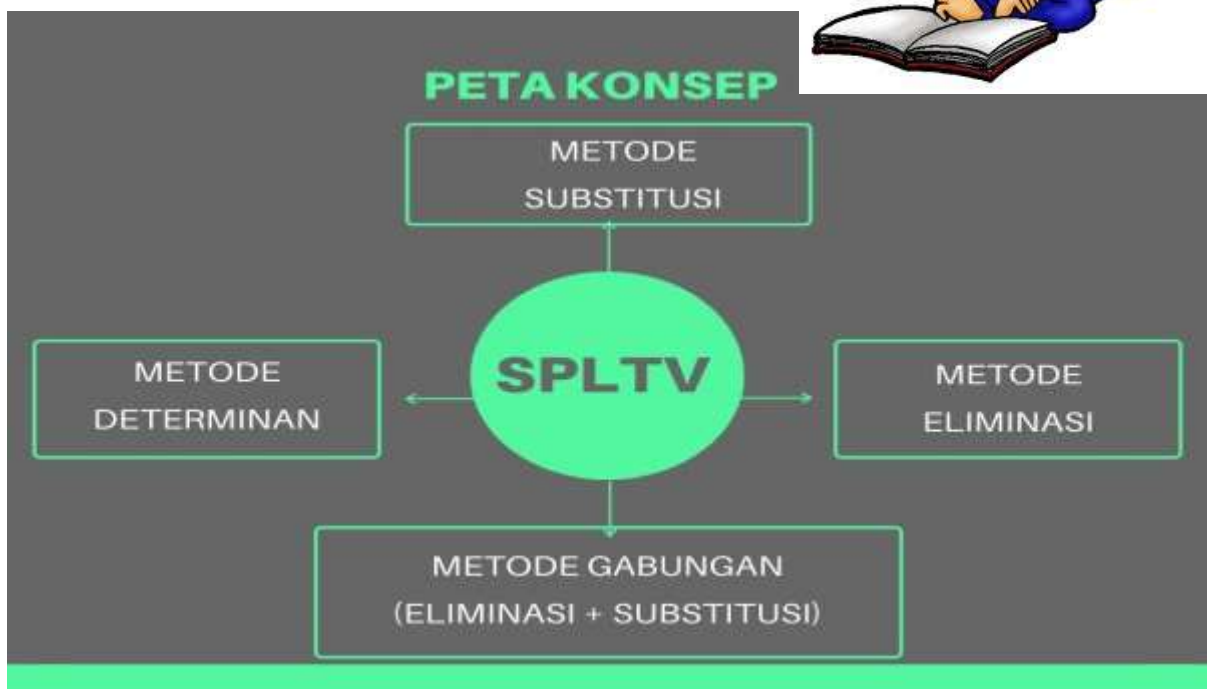 PETA KONSEP
METODE
SUBSTITUSI
SPLTV
METODE
DETERMINAN
METODE
ELIMINASI
METODE GABUNGAN
(ELIMINASI + SUBSTITUSI)